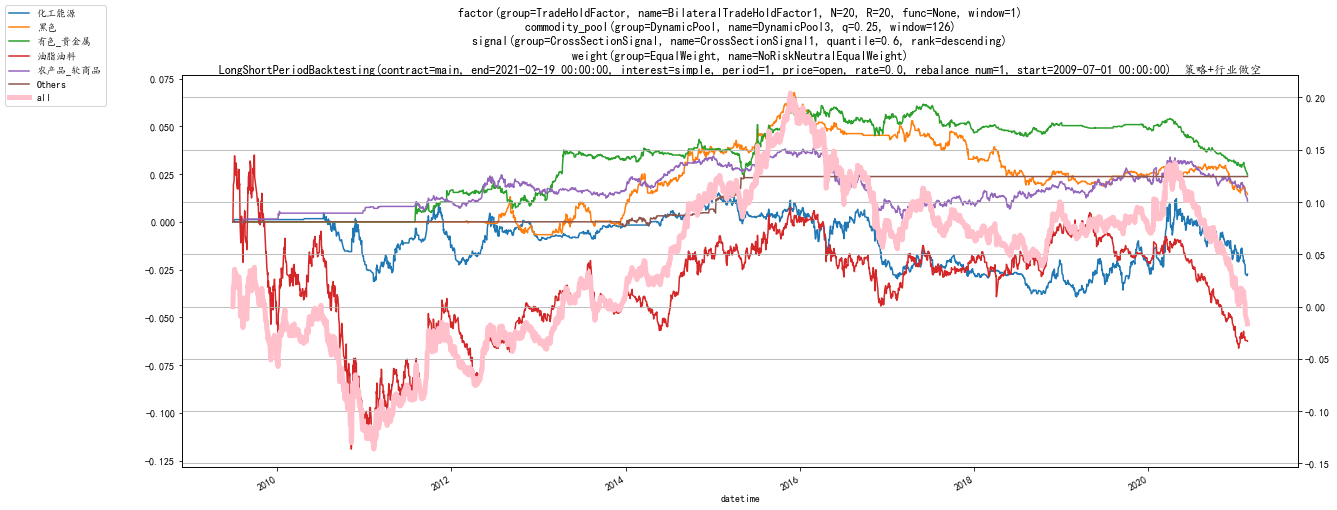 化工能源
黑色
有色_贵金属
油脂油料
农产品_软商品
Others
all
factor(group=TradeHoldFactor, name=BilateralTradeHoldFactor1, N=20, R=20, func=None, window=1)
commodity_pool(group=DynamicPool, name=DynamicPool3, q=0.25, window=126)
signal(group=CrossSectionSignal, name=CrossSectionSignal1, quantile=0.6, rank=descending)
weight(group=EqualWeight, name=NoRiskNeutralEqualWeight)
LongShortPeriodBacktesting(contract=main, end=2021-02-19 00:00:00, interest=simple, period=1, price=open, rate=0.0, rebalance_num=1, start=2009-07-01 00:00:00) 策略+行业做空
0.075
0.050
0.025
0.000
−0.025
−0.050
−0.075
−0.100
−0.125
0.20
0.15
0.10
0.05
0.00
−0.05
−0.10
−0.15
2010
2012
2014
2016
2018
2020
datetime